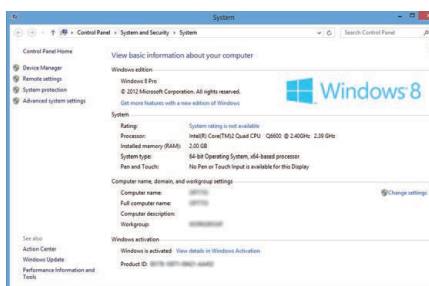 System
Control Panel ▸ System and Security ▸ System
Search Control Panel
Control Panel Home
Device Manager
Remote settings
System protection
Advanced system settings
See also
Action Center
Windows Update
Performance Information and
Tools
View basic information about your computer
Windows edition
Windows 8 Pro
© 2012 Microsoft Corporation. All rights reserved.
Get more features with a new edition of Windows
Windows 8
System
Rating: System rating is not available
Processor: Intel(R) Core(TM)2 Quad CPU Q6600 @ 2.40GHz 2.39 GHz
Installed memory (RAM): 2.00 GB
System type: 64-bit Operating System, x64-based processor
Pen and Touch: No Pen or Touch Input is available for this Display
Computer name, domain, and workgroup settings
Computer name:
Change settings
Full computer name:
Computer description:
Workgroup:
Windows activation
Windows is activated View details in Windows Activation
Product ID: